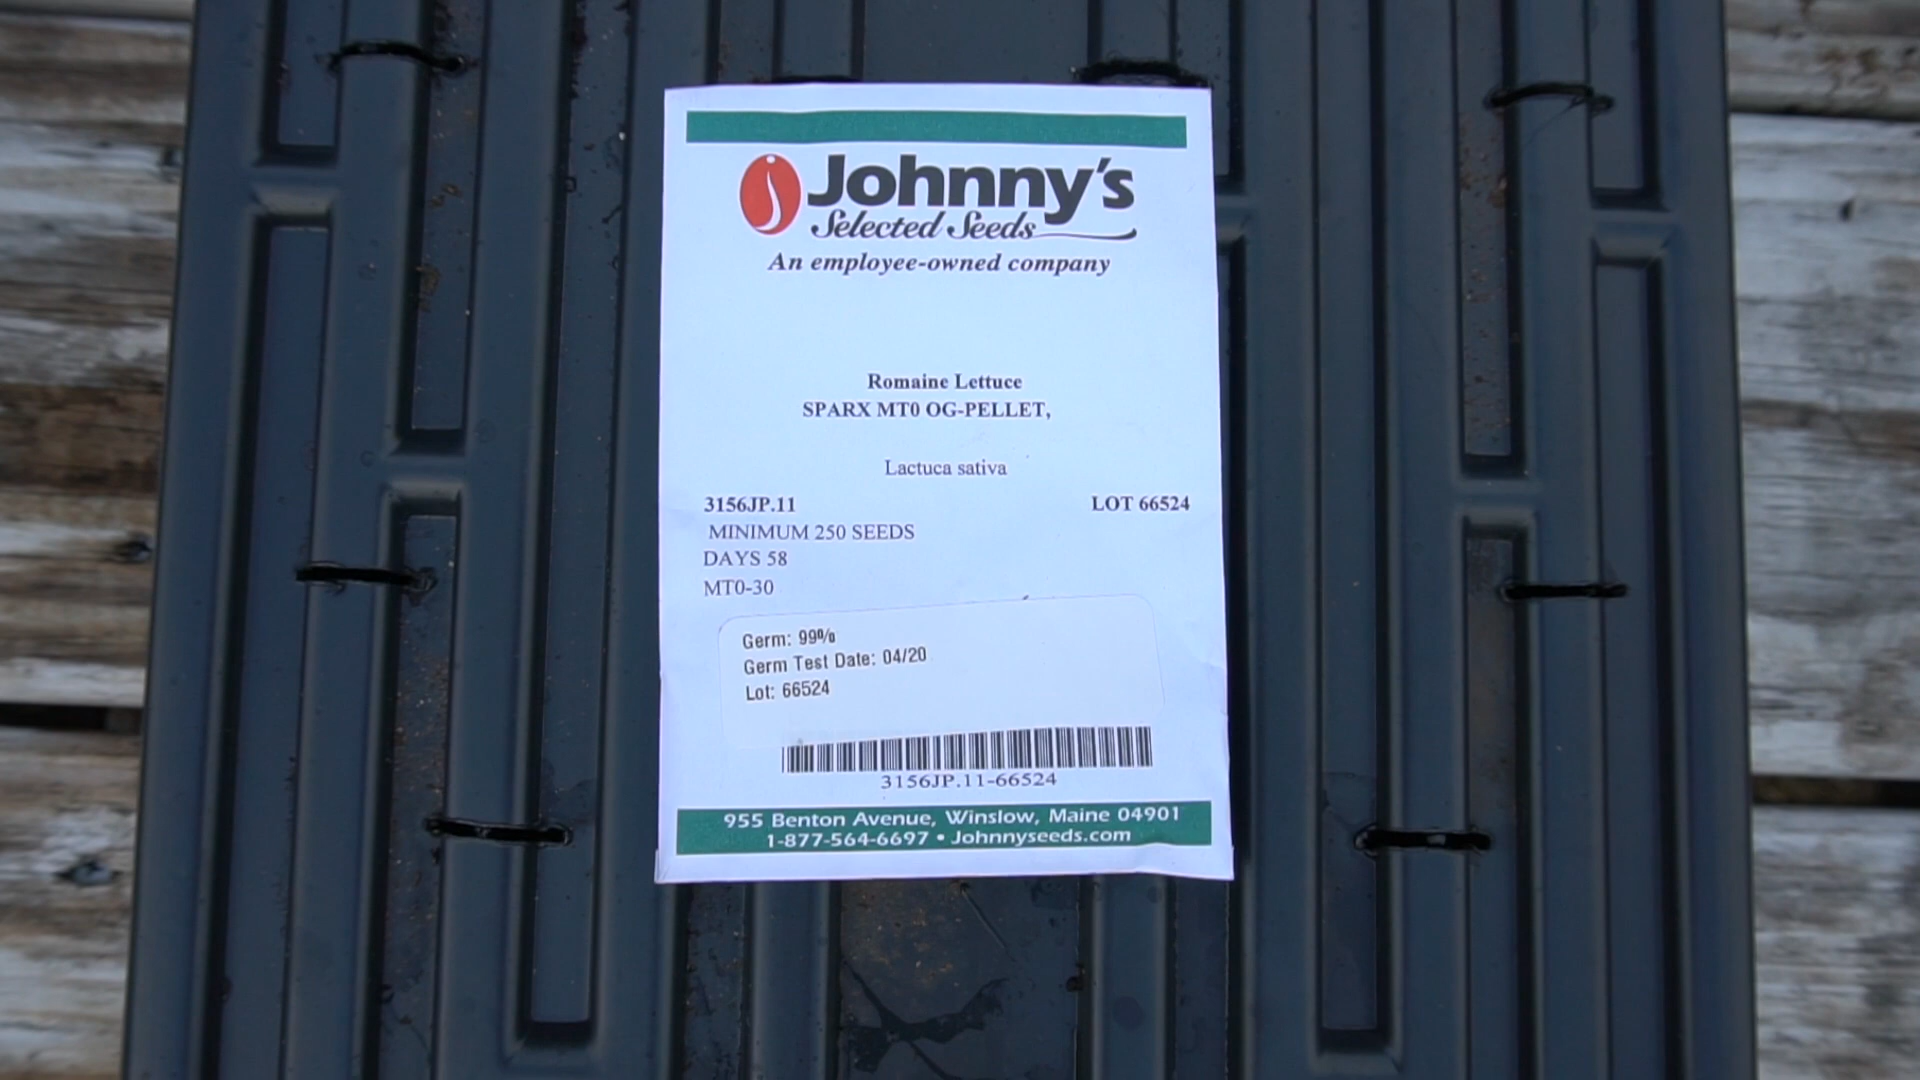 Johnny's
Selected Seeds
An employee-owned company
Romaine Lettuce
SPARX MT0 OG-PELLET,
Lactuca sativa
3156JP.11 LOT 66524
MINIMUM 250 SEEDS
DAYS 58
MT0-30
Germ: 99%
Germ Test Date: 04/20
Lot: 66524
3156JP.11-66524
955 Benton Avenue, Winslow, Maine 04901
1-877-564-6697 • Johnnyseeds.com